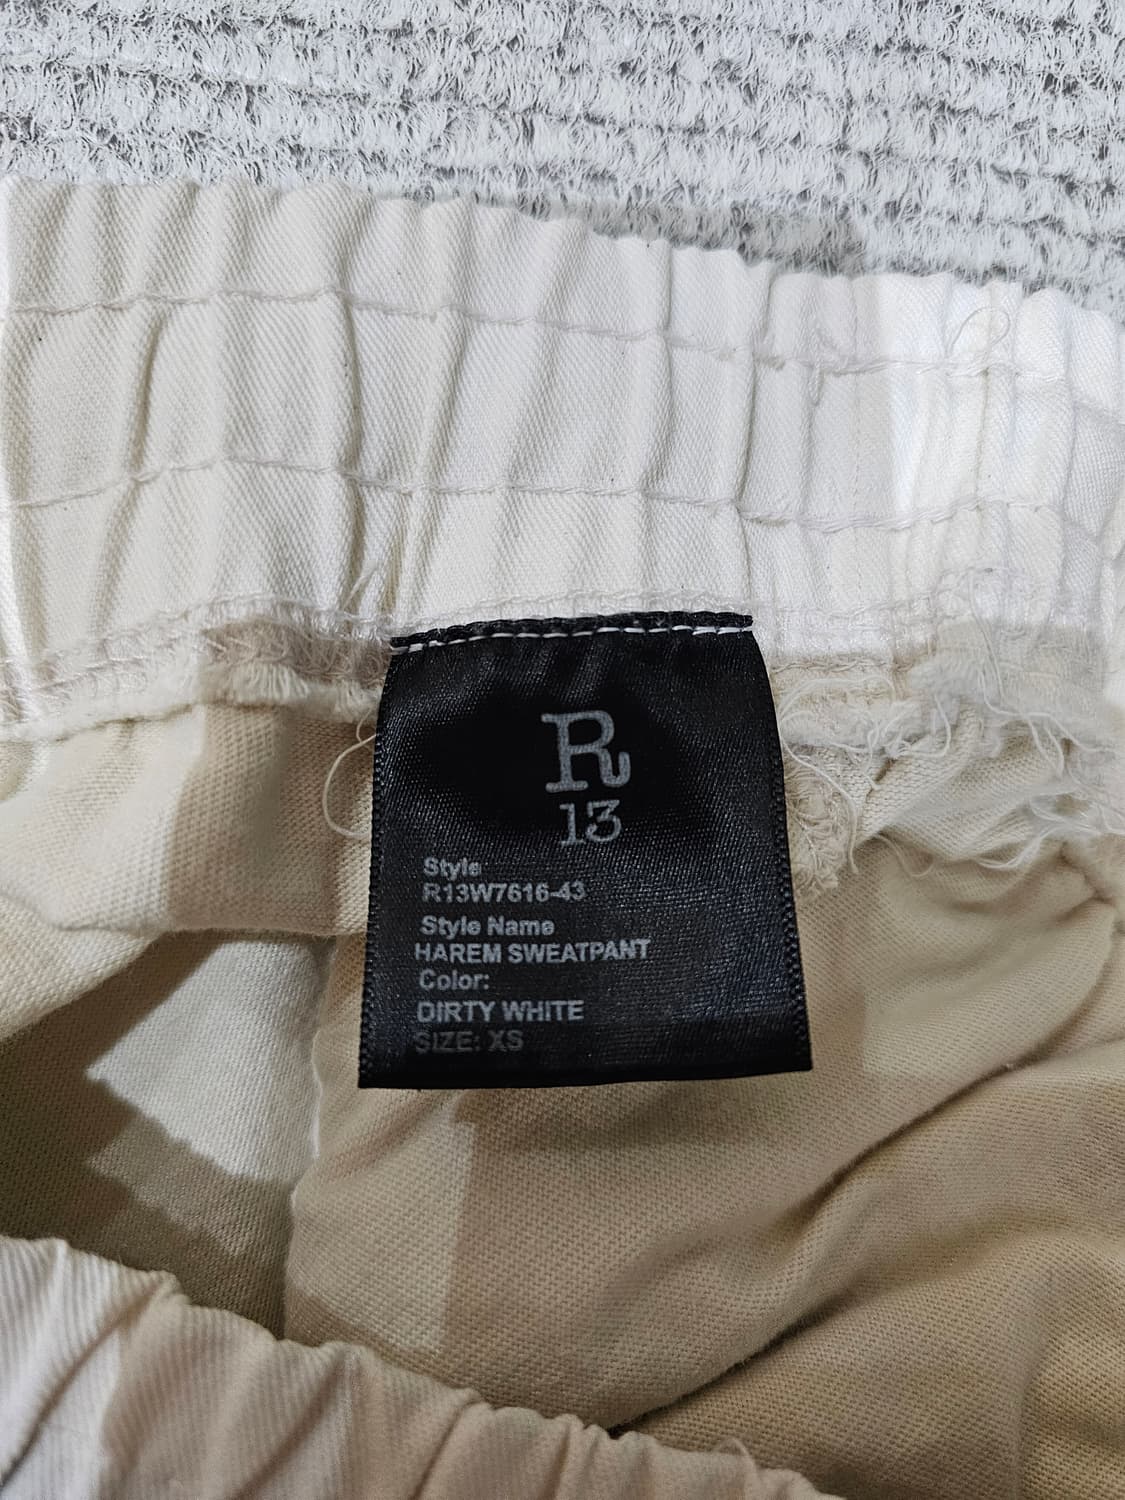 R
13
Style
R13W7616-43
Style Name
HAREM SWEATPANT
Color:
DIRTY WHITE
SIZE: XS